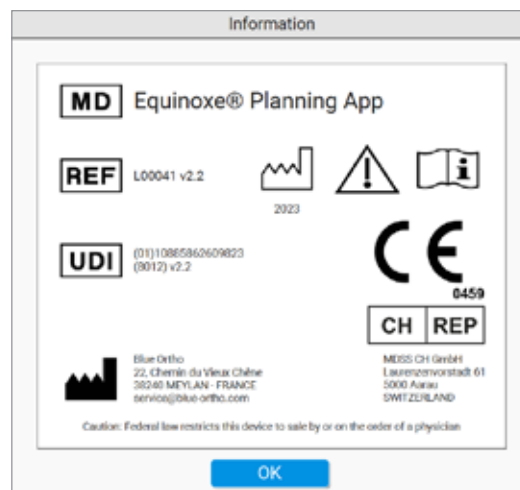 Information
MD Equinoxe® Planning App
REF L00041 v2.2
2023
UDI (01)10885862609823
(8012) v2.2
CE
0459
CH REP
Blue Ortho
22, Chemin du Vieux Chêne
38240 MEYLAN - FRANCE
service@blue-ortho.com
MDSS CH GmbH
Laurenzenvorstadt 61
5000 Aarau
SWITZERLAND
Caution: Federal law restricts this device to sale by or on the order of a physician
OK